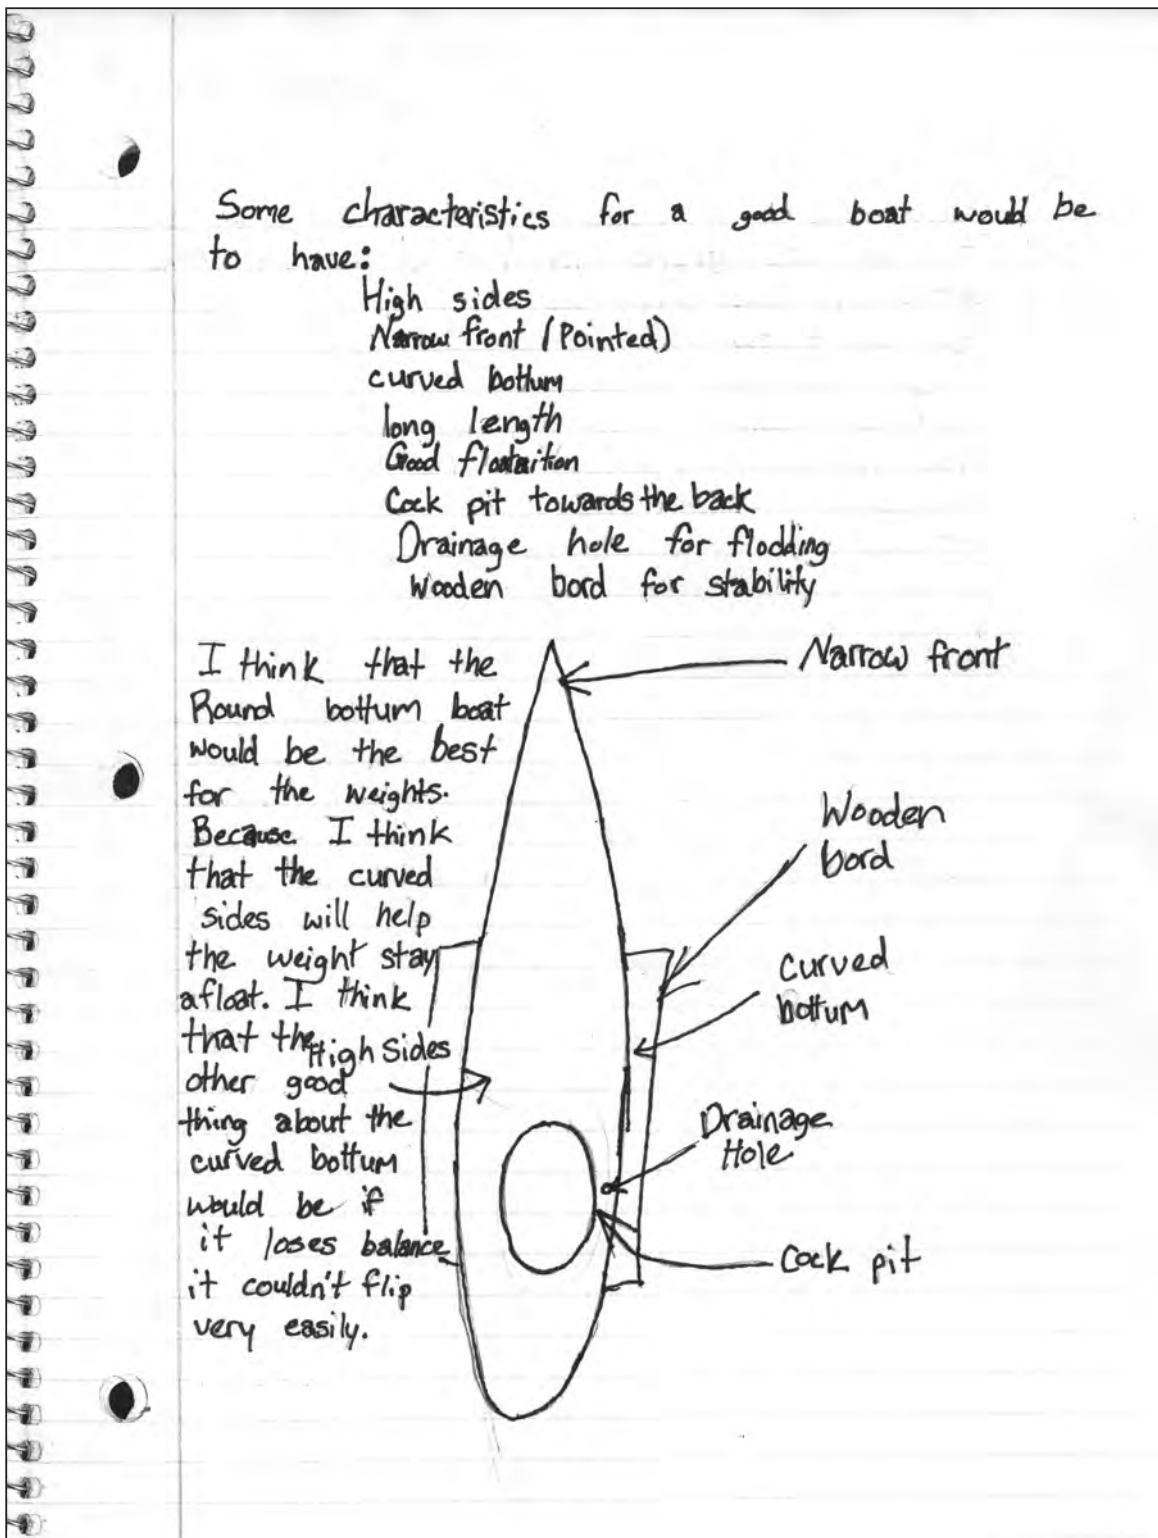 Some characteristics for a good boat would be
to have:
High sides
Narrow front (Pointed)
curved bottum
long length
Good floataition
Cock pit towards the back
Drainage hole for flodding
Wooden bord for stability
I think that the
Round bottum boat
would be the best
for the weights.
Because I think
that the curved
sides will help
the weight stay
afloat. I think
that the
other good
thing about the
curved bottum
would be if
it loses balance
it couldn't flip
very easily.
Narrow front
Wooden
bord
curved
bottum
High Sides
Drainage
Hole
Cock pit